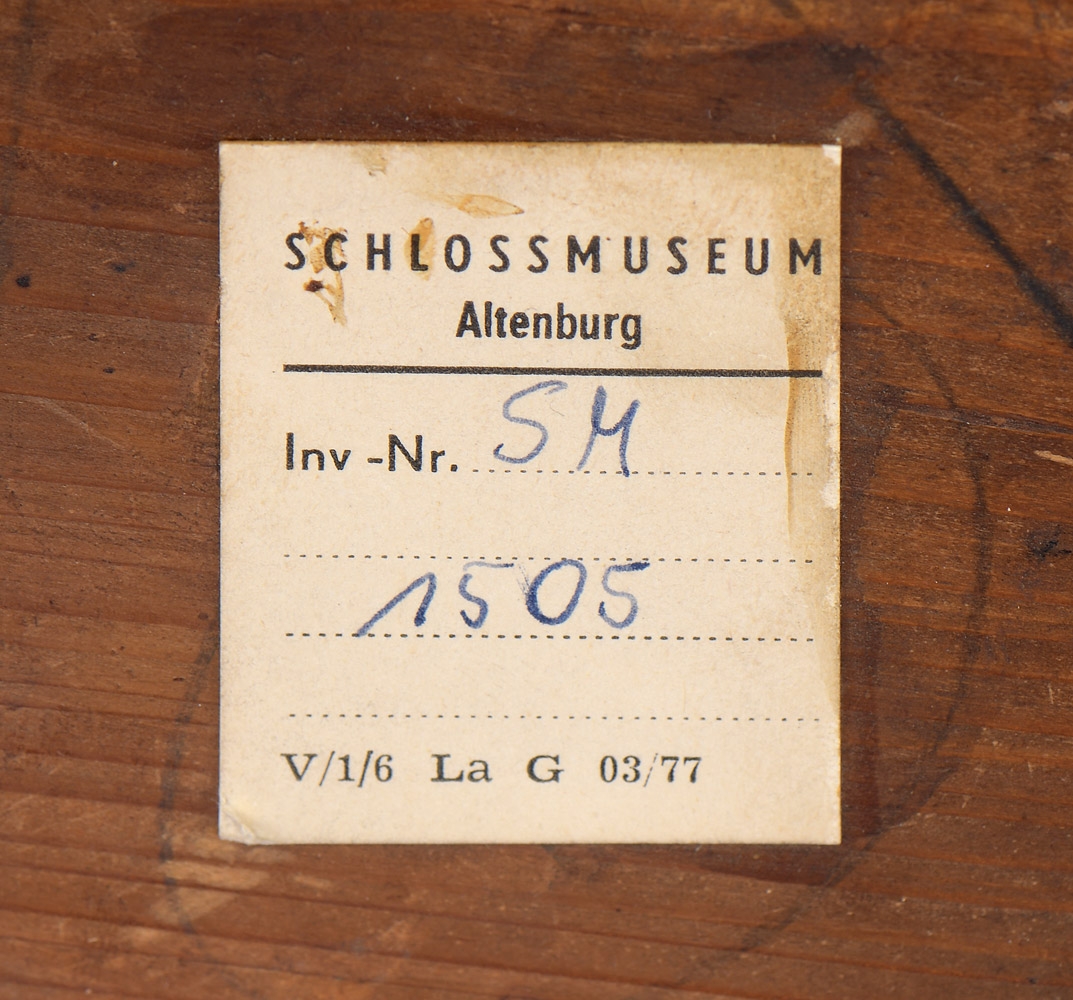 SCHLOSSMUSEUM
Altenburg
Inv-Nr. SM
1505
V/1/6 La G 03/77